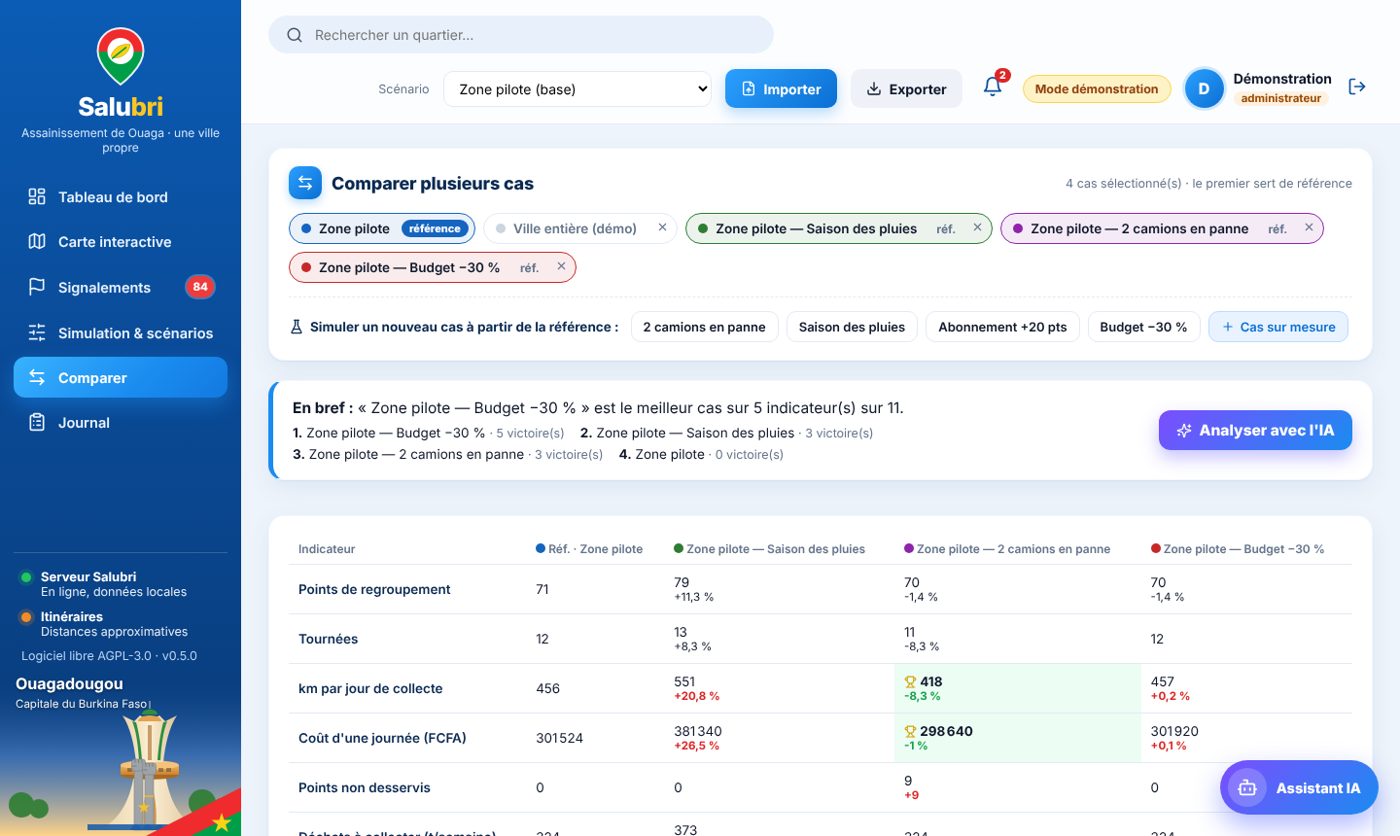 Salubri
Assainissement de Ouaga · une ville
propre
Tableau de bord
Carte interactive
Signalements 84
Simulation & scénarios
Comparer
Journal
Serveur Salubri
En ligne, données locales
Itinéraires
Distances approximatives
Logiciel libre AGPL-3.0 · v0.5.0
Ouagadougou
Capitale du Burkina Faso
Rechercher un quartier...
Scénario Zone pilote (base) Importer Exporter 2 Mode démonstration D Démonstration
administrateur
Comparer plusieurs cas 4 cas sélectionné(s) · le premier sert de référence
Zone pilote référence Ville entière (démo) × Zone pilote — Saison des pluies réf. × Zone pilote — 2 camions en panne réf. ×
Zone pilote — Budget −30 % réf. ×
Simuler un nouveau cas à partir de la référence : 2 camions en panne Saison des pluies Abonnement +20 pts Budget −30 % + Cas sur mesure
En bref : « Zone pilote — Budget −30 % » est le meilleur cas sur 5 indicateur(s) sur 11.
1. Zone pilote — Budget −30 % · 5 victoire(s) 2. Zone pilote — Saison des pluies · 3 victoire(s)
3. Zone pilote — 2 camions en panne · 3 victoire(s) 4. Zone pilote · 0 victoire(s)
Analyser avec l'IA
Indicateur Réf. · Zone pilote Zone pilote — Saison des pluies Zone pilote — 2 camions en panne Zone pilote — Budget −30 %
Points de regroupement 71 79 70 70
+11,3 % -1,4 % -1,4 %
Tournées 12 13 11 12
+8,3 % -8,3 %
km par jour de collecte 456 551 418 457
+20,8 % -8,3 % +0,2 %
Coût d'une journée (FCFA) 301 524 381 340 298 640 301 920
+26,5 % -1 % +0,1 %
Points non desservis 0 0 9 0
+9
Assistant IA
373